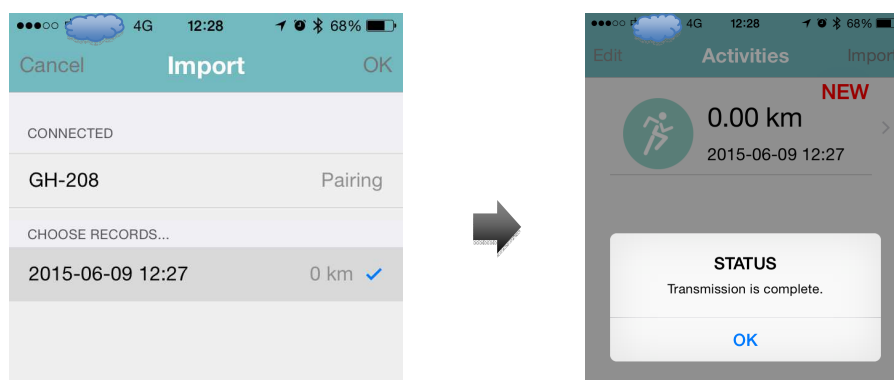 4G 12:28 68%
Cancel Import OK
CONNECTED
GH-208 Pairing
CHOOSE RECORDS...
2015-06-09 12:27 0 km
4G 12:28 68%
Edit Activities Impor
NEW
0.00 km
2015-06-09 12:27
STATUS
Transmission is complete.
OK